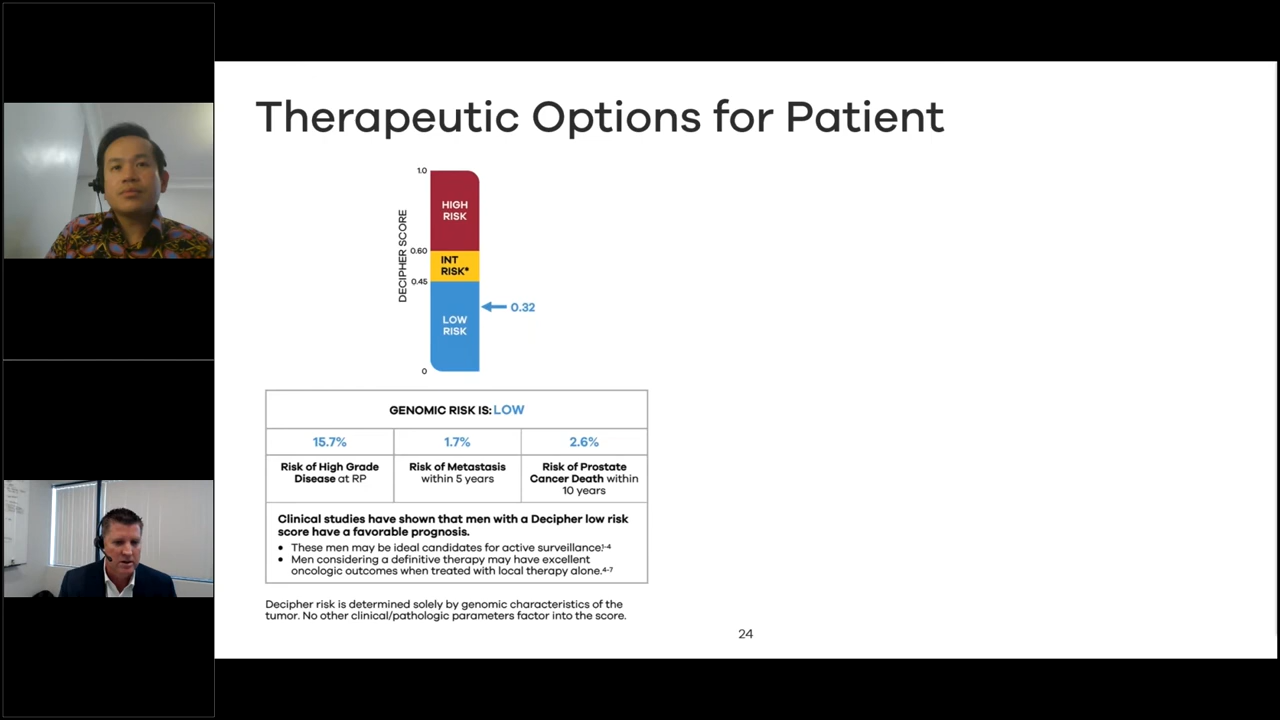 Therapeutic Options for Patient
1.0
HIGH
RISK
DECIPHER SCORE
0.60
INT
RISK*
0.45
0.32
LOW
RISK
0
GENOMIC RISK IS: LOW
15.7%
1.7%
2.6%
Risk of High Grade
Disease at RP
Risk of Metastasis
within 5 years
Risk of Prostate
Cancer Death within
10 years
Clinical studies have shown that men with a Decipher low risk
score have a favorable prognosis.
• These men may be ideal candidates for active surveillance.¹⁻⁴
• Men considering a definitive therapy may have excellent
oncologic outcomes when treated with local therapy alone.⁴⁻⁷
Decipher risk is determined solely by genomic characteristics of the
tumor. No other clinical/pathologic parameters factor into the score.
24